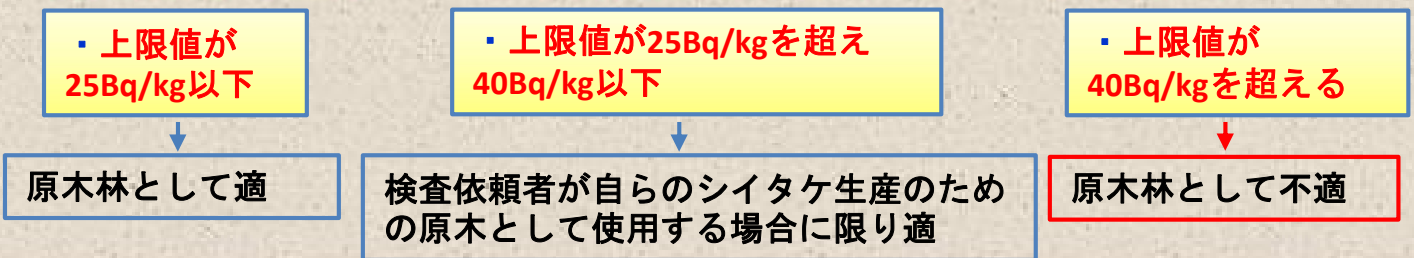 ・上限値が
25Bq/kg以下
・上限値が25Bq/kgを超え
40Bq/kg以下
・上限値が
40Bq/kgを超える
原木林として適
検査依頼者が自らのシイタケ生産のため
の原木として使用する場合に限り適
原木林として不適